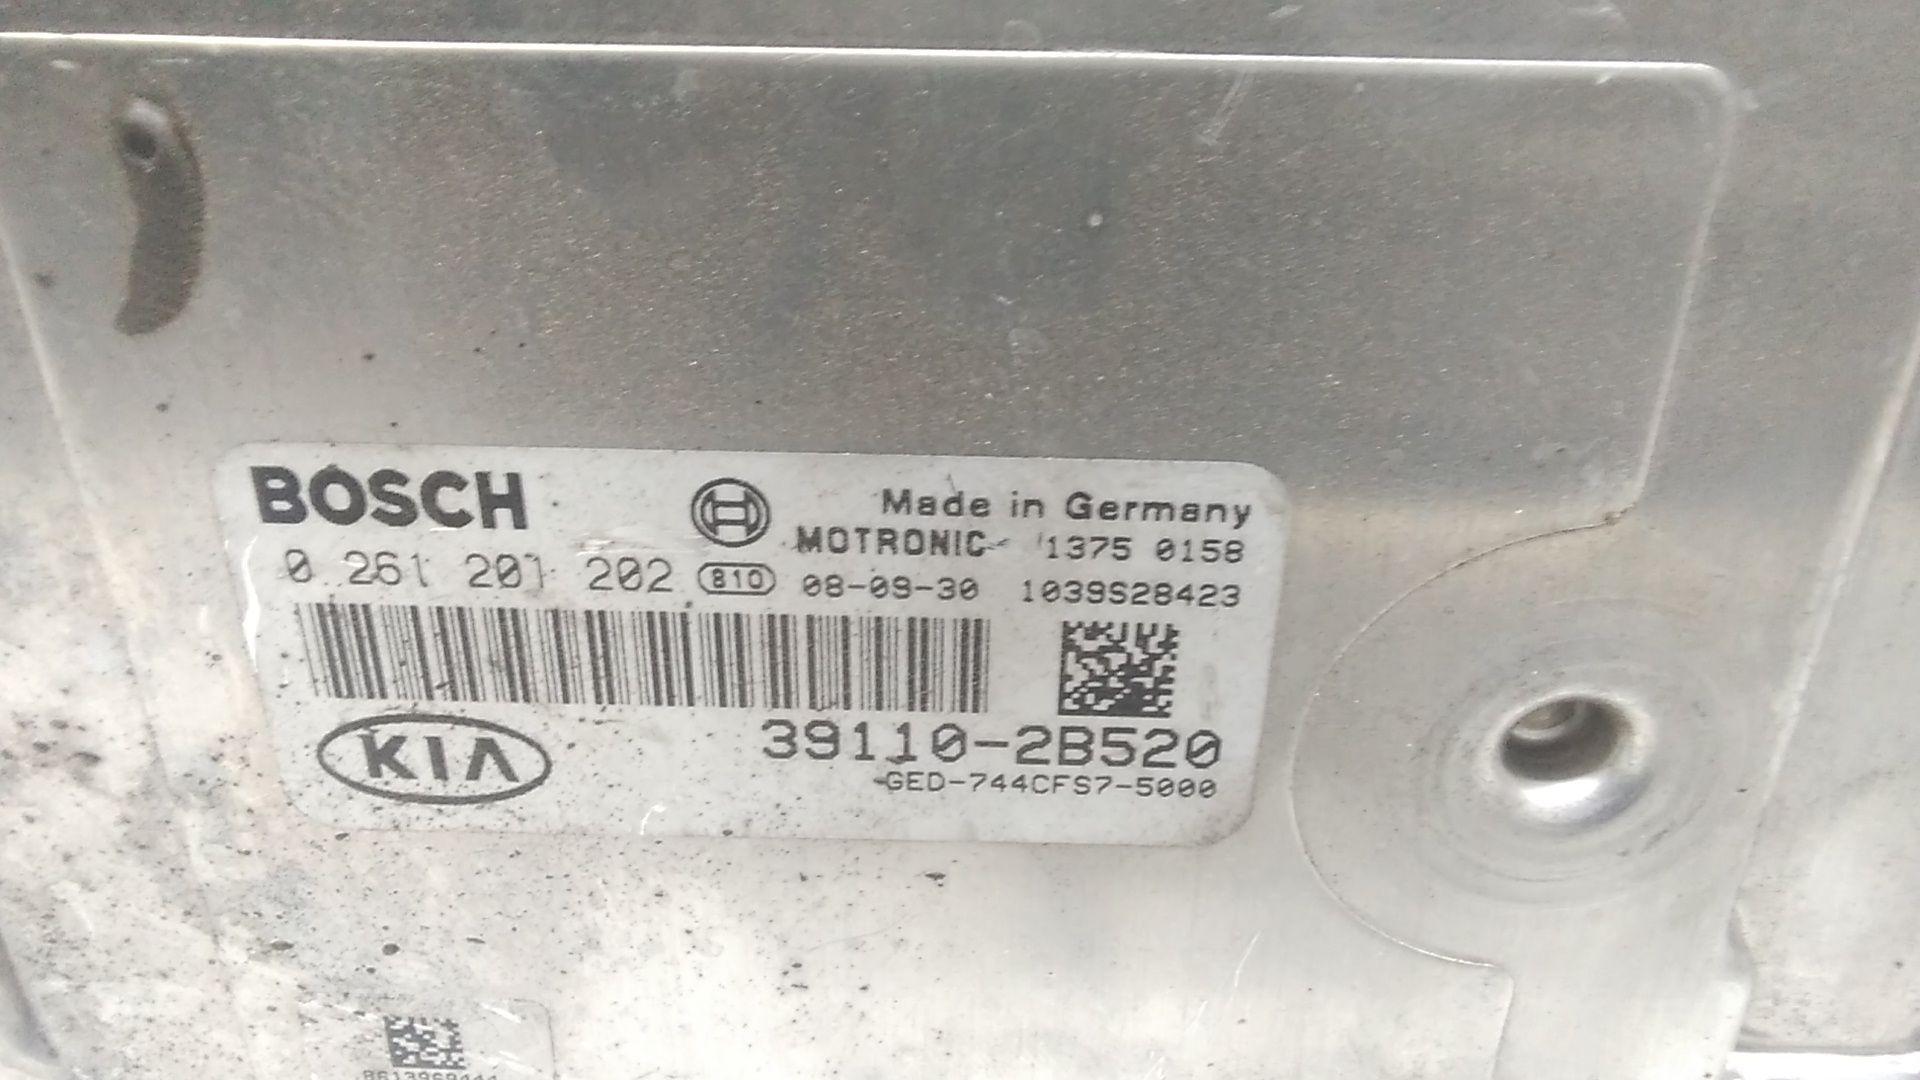 BOSCH
Made in Germany
MOTRONIC 1375 0158
0 261 201 202 810 08-09-30 1039S28423
KIA
39110-2B520
GED-744CFS7-5000